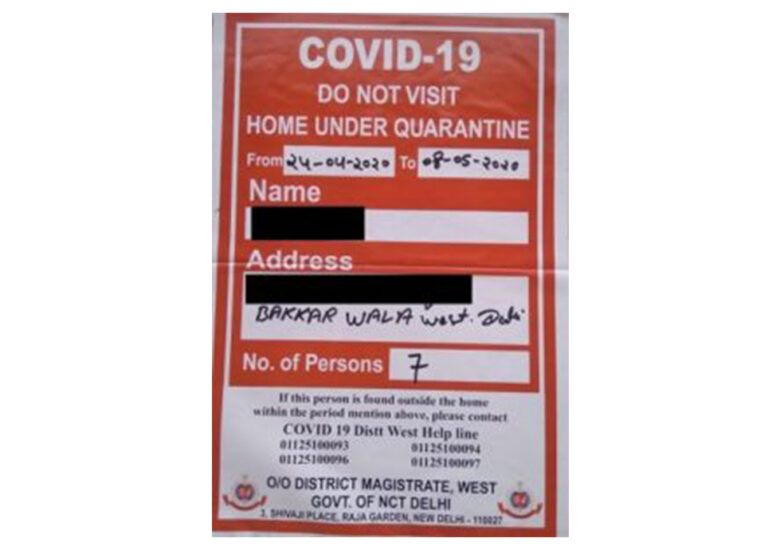 COVID-19
DO NOT VISIT
HOME UNDER QUARANTINE
From 24-04-2020 To 08-05-2020
Name
Address
BAKKAR WALA West. Delhi
No. of Persons 7
If this person is found outside the home
within the period mention above, please contact
COVID 19 Distt West Help line
01125100093 01125100094
01125100096 01125100097
O/O DISTRICT MAGISTRATE, WEST
GOVT. OF NCT DELHI
3, SHIVAJI PLACE, RAJA GARDEN, NEW DELHI - 110027